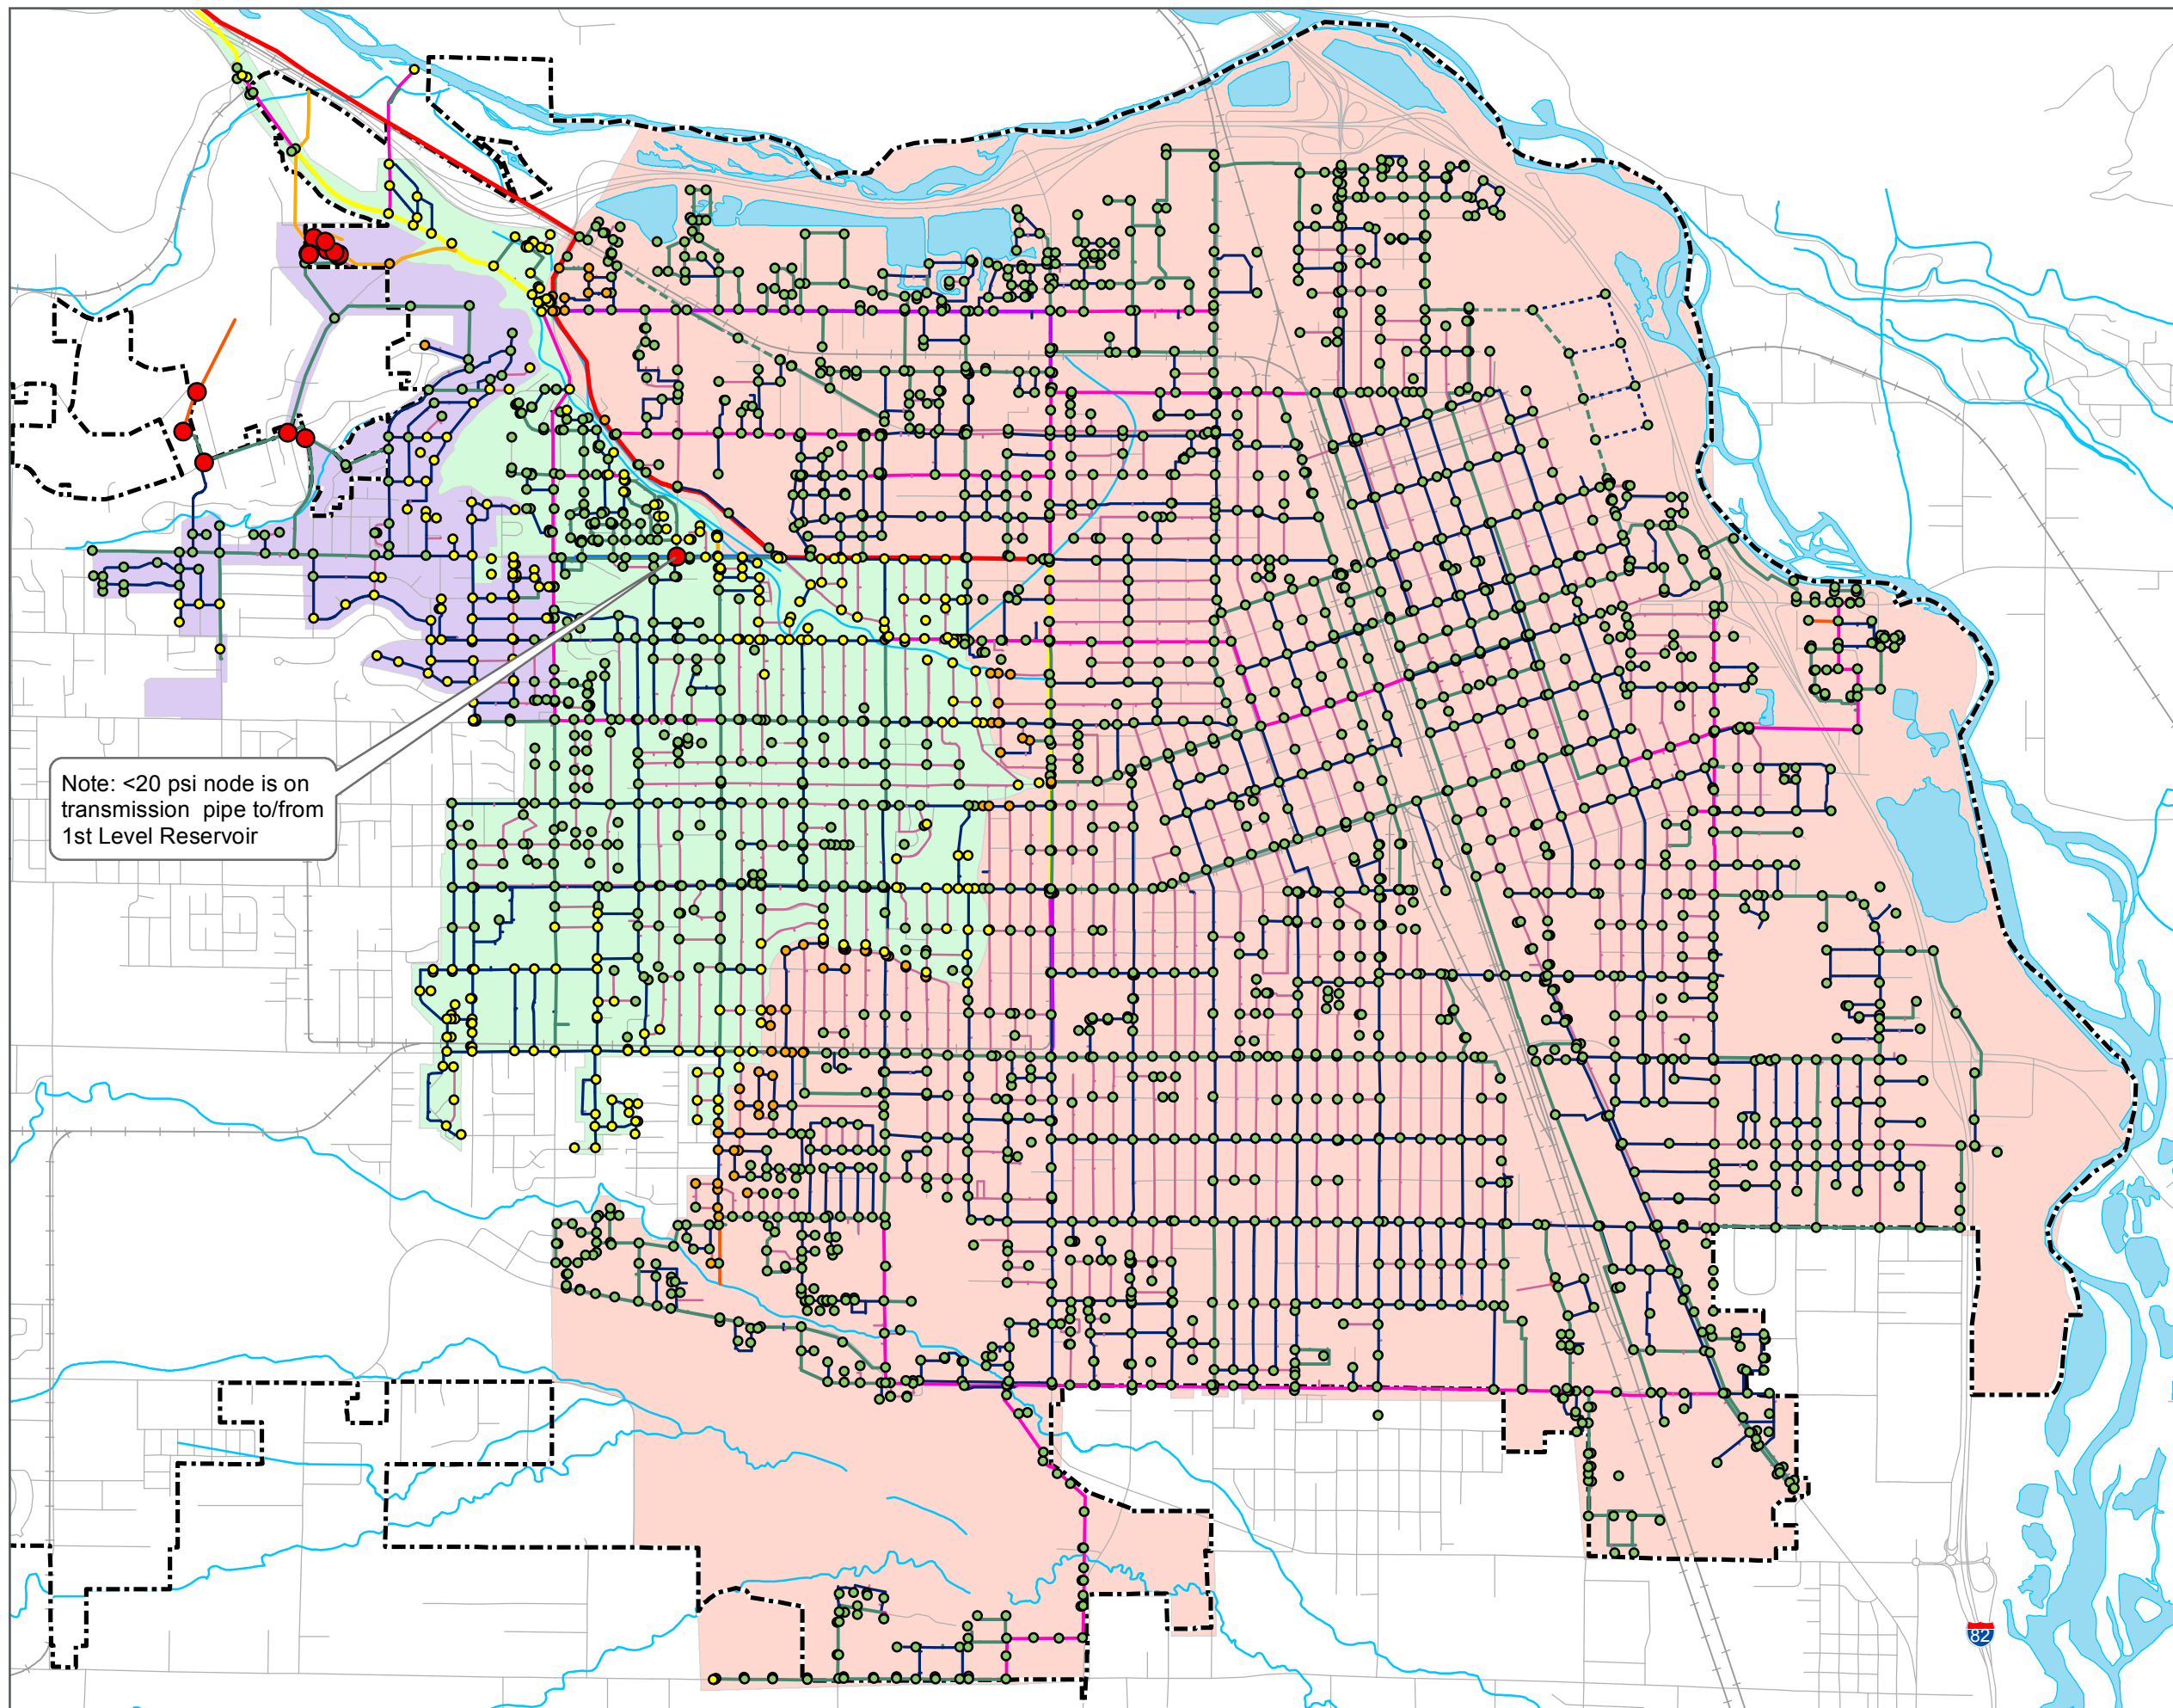 Note: <20 psi node is on
transmission pipe to/from
1st Level Reservoir
82